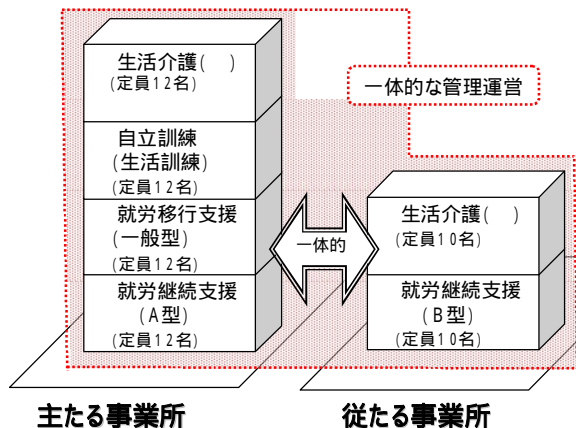 生活介護(　)
(定員12名)
自立訓練
(生活訓練)
(定員12名)
就労移行支援
(一般型)
(定員12名)
就労継続支援
(A型)
(定員12名)
主たる事業所
一体的な管理運営
一体的
生活介護(　)
(定員10名)
就労継続支援
(B型)
(定員10名)
従たる事業所